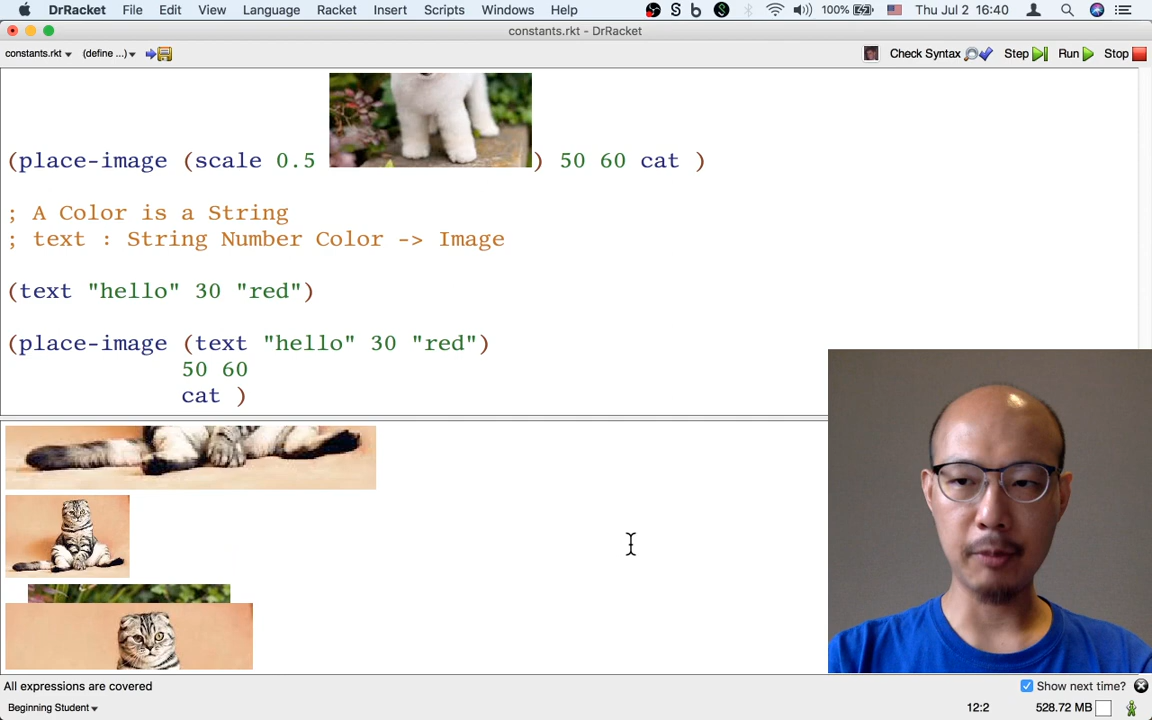 DrRacket File Edit View Language Racket Insert Scripts Windows Help 100% Thu Jul 2 16:40
constants.rkt - DrRacket
constants.rkt (define ...) Check Syntax Step Run Stop
(place-image (scale 0.5 ) 50 60 cat )
; A Color is a String
; text : String Number Color -> Image
(text "hello" 30 "red")
(place-image (text "hello" 30 "red")
50 60
cat )
All expressions are covered Show next time?
Beginning Student 12:2 528.72 MB